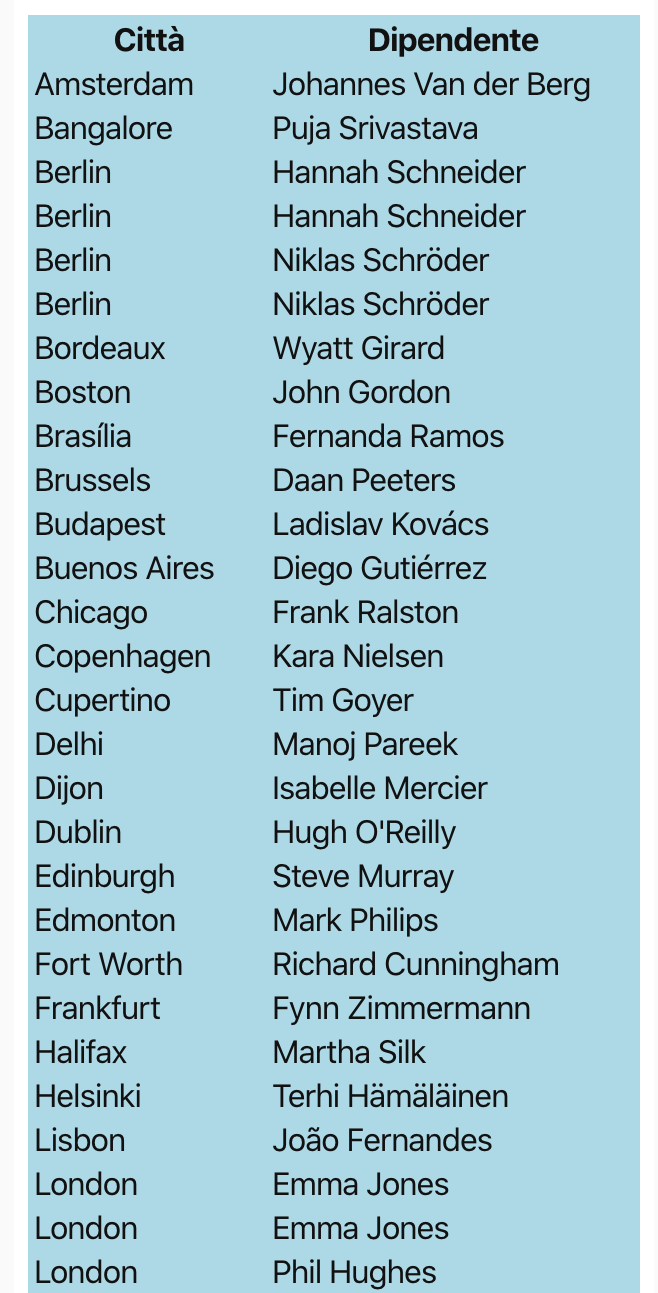 Città Dipendente
Amsterdam Johannes Van der Berg
Bangalore Puja Srivastava
Berlin Hannah Schneider
Berlin Hannah Schneider
Berlin Niklas Schröder
Berlin Niklas Schröder
Bordeaux Wyatt Girard
Boston John Gordon
Brasília Fernanda Ramos
Brussels Daan Peeters
Budapest Ladislav Kovács
Buenos Aires Diego Gutiérrez
Chicago Frank Ralston
Copenhagen Kara Nielsen
Cupertino Tim Goyer
Delhi Manoj Pareek
Dijon Isabelle Mercier
Dublin Hugh O'Reilly
Edinburgh Steve Murray
Edmonton Mark Philips
Fort Worth Richard Cunningham
Frankfurt Fynn Zimmermann
Halifax Martha Silk
Helsinki Terhi Hämäläinen
Lisbon João Fernandes
London Emma Jones
London Emma Jones
London Phil Hughes